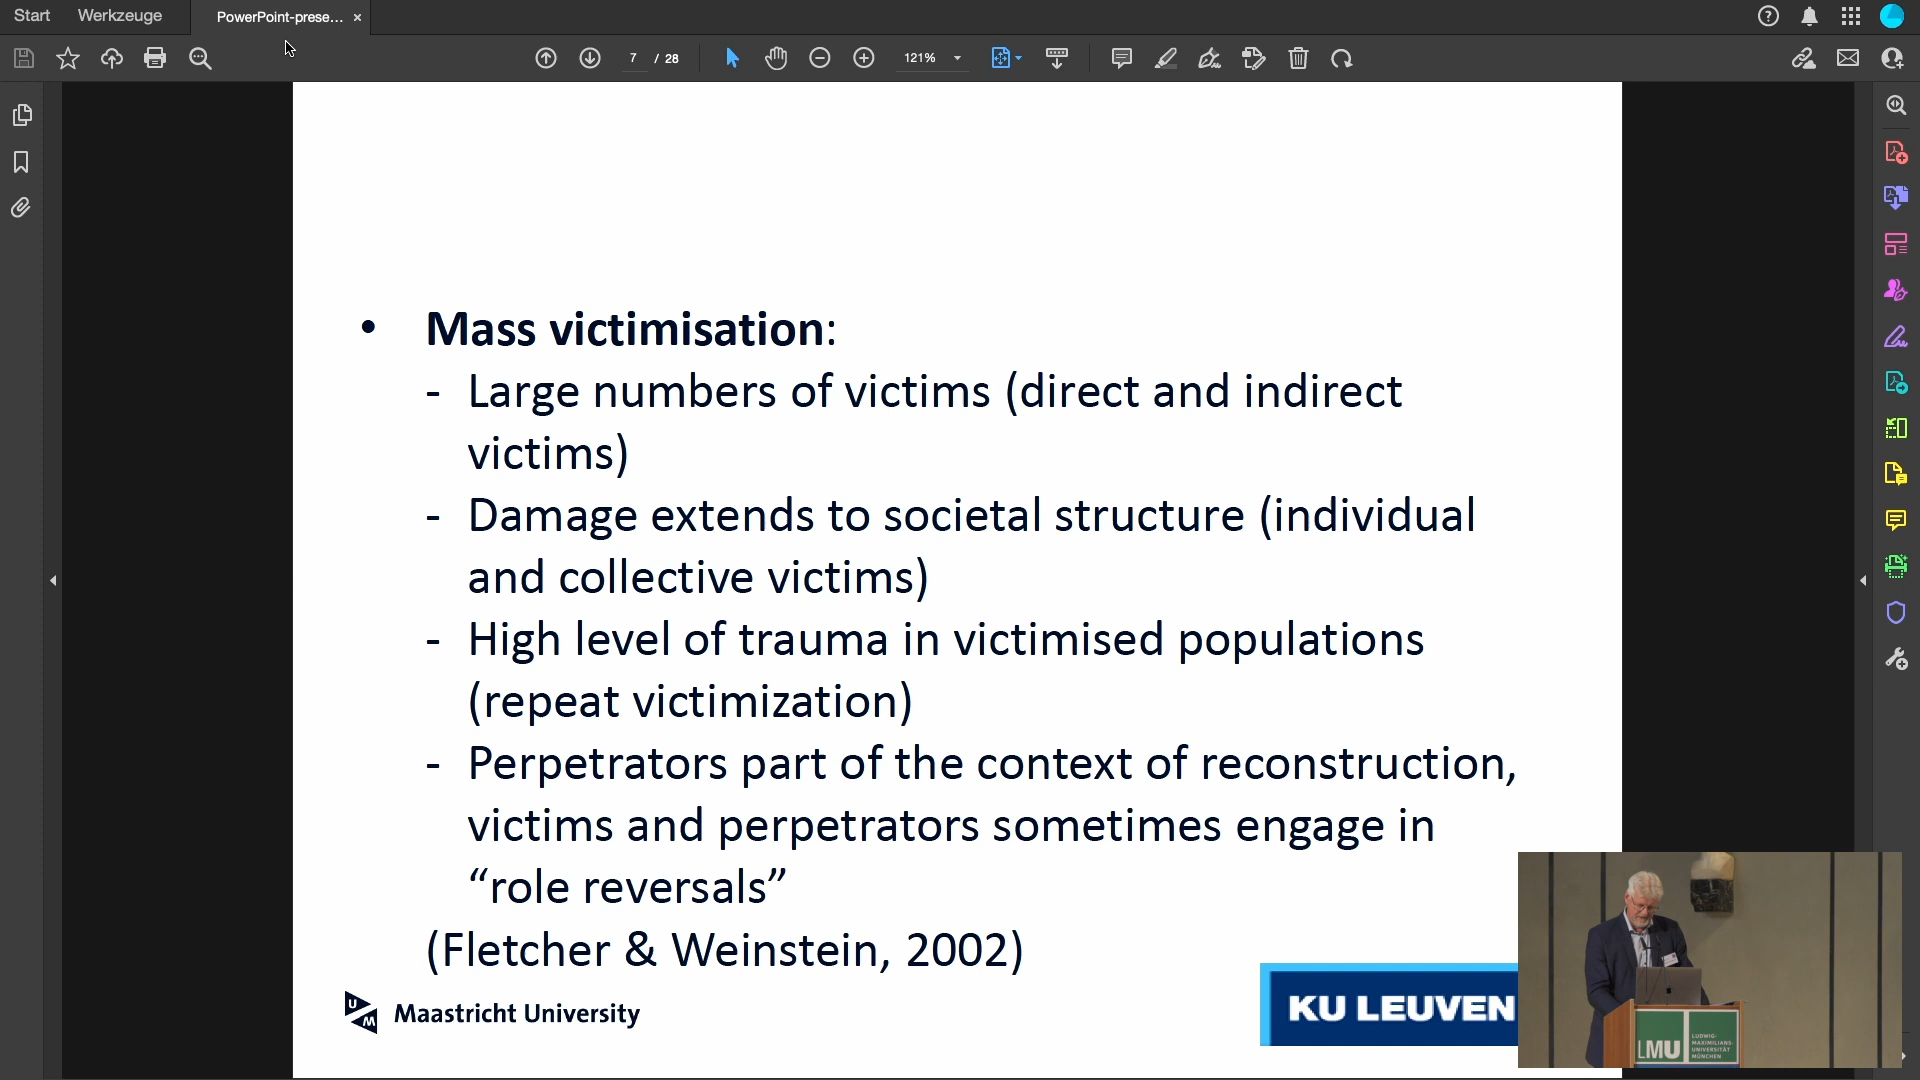 Start Werkzeuge PowerPoint-prese... ×
7 / 28 121%
• Mass victimisation:
- Large numbers of victims (direct and indirect
victims)
- Damage extends to societal structure (individual
and collective victims)
- High level of trauma in victimised populations
(repeat victimization)
- Perpetrators part of the context of reconstruction,
victims and perpetrators sometimes engage in
“role reversals”
(Fletcher & Weinstein, 2002)
UM Maastricht University
KU LEUVEN
LMU
LUDWIG-
MAXIMILIANS-
UNIVERSITÄT
MÜNCHEN